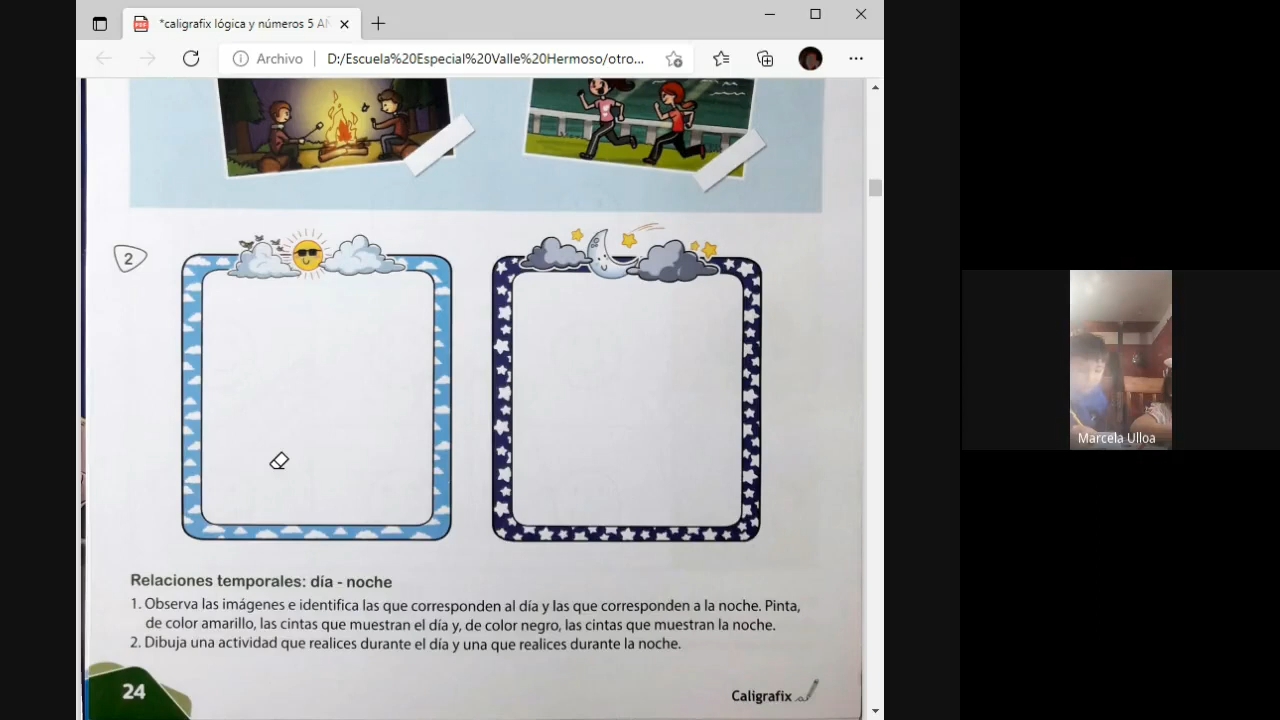 *caligrafix lógica y números 5 AÑ
Archivo
D:/Escuela%20Especial%20Valle%20Hermoso/otro...
2
Relaciones temporales: día - noche
1. Observa las imágenes e identifica las que corresponden al día y las que corresponden a la noche. Pinta,
de color amarillo, las cintas que muestran el día y, de color negro, las cintas que muestran la noche.
2. Dibuja una actividad que realices durante el día y una que realices durante la noche.
24
Caligrafix
Marcela Ulloa